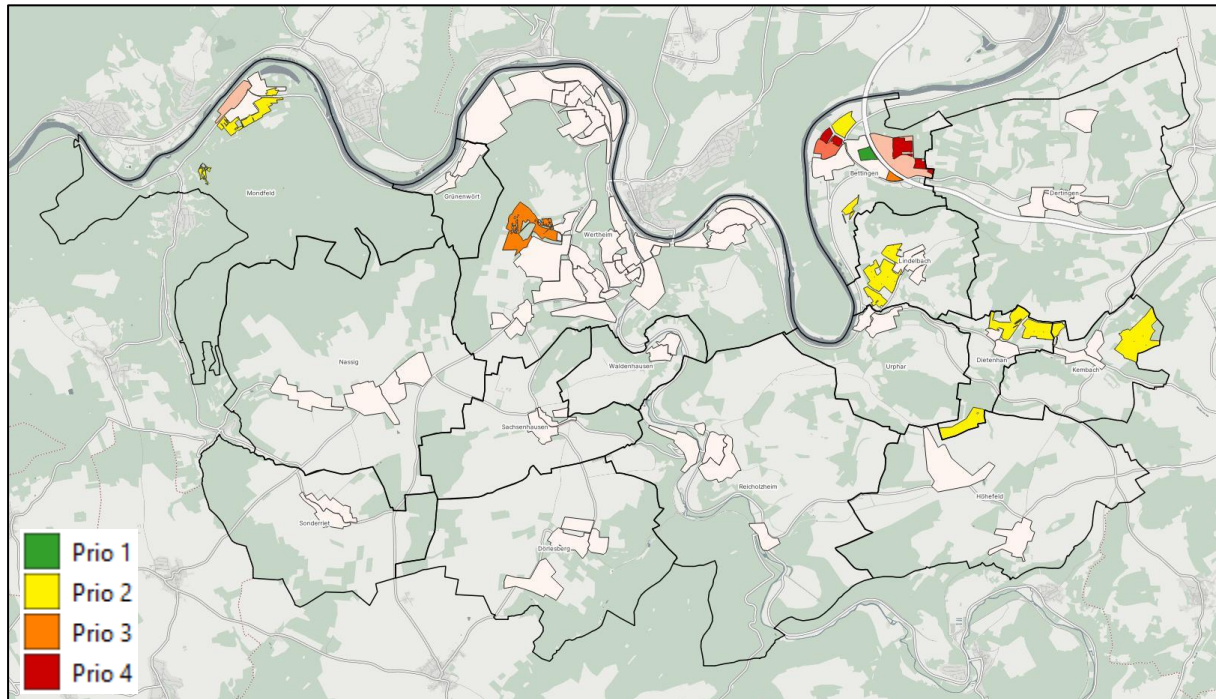 Mondfeld
Grünenwört
Bettingen
Dertingen
Wertheim
Lindelbach
Nassig
Waldenhausen
Urphar
Dietenhan
Kembach
Sachsenhausen
Reicholzheim
Höhefeld
Sonderriet
Dörlesberg
Prio 1
Prio 2
Prio 3
Prio 4